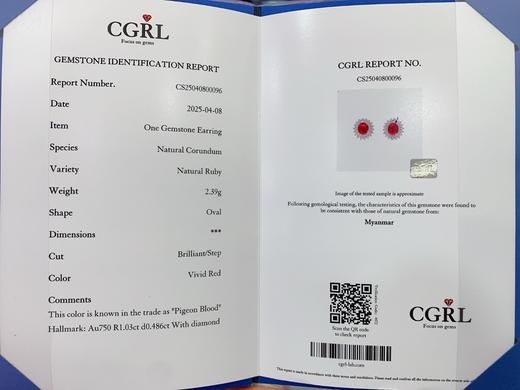 CGRL
Focus on gems
GEMSTONE IDENTIFICATION REPORT
Report Number. CS25040800096
Date 2025-04-08
Item One Gemstone Earring
Species Natural Corundum
Variety Natural Ruby
Weight 2.39g
Shape Oval
Dimensions ***
Cut Brilliant/Step
Color Vivid Red
Comments
This color is known in the trade as "Pigeon Blood"
Hallmark: Au750 R1.03ct d0.486ct With diamond
CGRL REPORT NO.
CS25040800096
Image of the tested sample is approximate
Following gemological testing, the characteristics of this gemstone were found to
be consistent with those of natural gemstone from:
Myanmar
Scan the QR
code
to check report
CGRL
Focus on gems
cgrl-lab.com